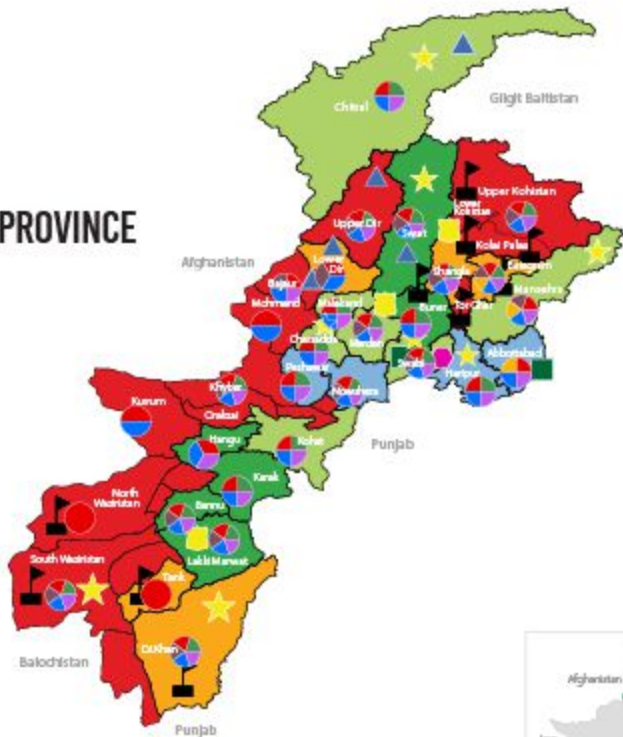 Gilgit Baltistan
Chitral
PROVINCE
Upper Kohistan
Upper Dir
Swat
Lower
Kohistan
Kolai Palas
Afghanistan
Lower
Dir
Shangla
Batagram
Bajaur
Mansehra
Mohmand
Malakand
Buner
Tor Ghar
Charsadda
Mardan
Abbottabad
Peshawar
Swabi
Haripur
Nowshera
Khyber
Kurram
Orakzai
Hangu
Kohat
Punjab
Karak
North
Waziristan
Bannu
South Waziristan
Lakki Marwat
Tank
D.I.Khan
Balochistan
Punjab
Afghanistan